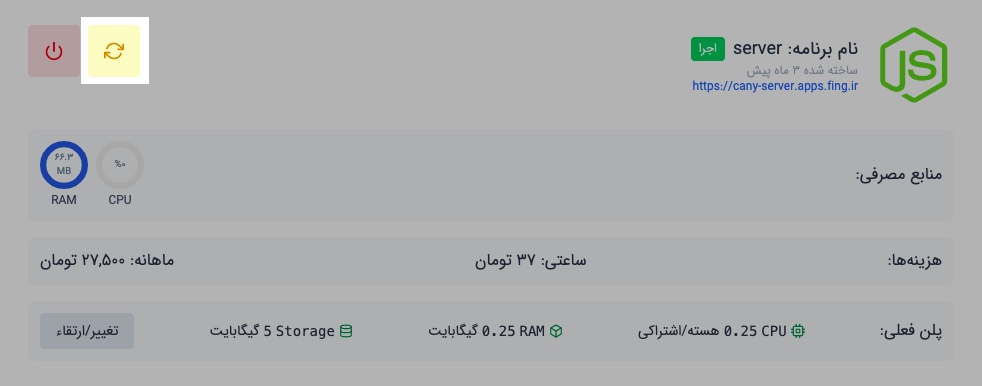 نام برنامه: server اجرا
ساخته شده ۳ ماه پیش
https://cany-server.apps.fing.ir
JS
منابع مصرفی:
%۰
CPU
۶۶.۳
MB
RAM
هزینه‌ها:
ساعتی: ۳۷ تومان
ماهانه: ۲۷,۵۰۰ تومان
پلن فعلی:
0.25 CPU هسته/اشتراکی
0.25 RAM گیگابایت
5 Storage گیگابایت
تغییر/ارتقاء